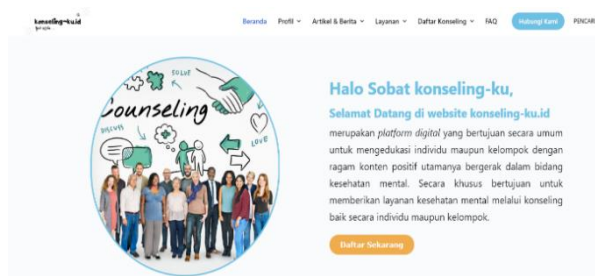 konseling-ku.id
Beranda Profil Artikel & Berita Layanan Daftar Konseling FAQ Hubungi Kami PENCAR
SOLVE
Counseling
DISCUSS
LOVE
Halo Sobat konseling-ku,
Selamat Datang di website konseling-ku.id
merupakan platform digital yang bertujuan secara umum
untuk mengedukasi individu maupun kelompok dengan
ragam konten positif utamanya bergerak dalam bidang
kesehatan mental. Secara khusus bertujuan untuk
memberikan layanan kesehatan mental melalui konseling
baik secara individu maupun kelompok.
Daftar Sekarang